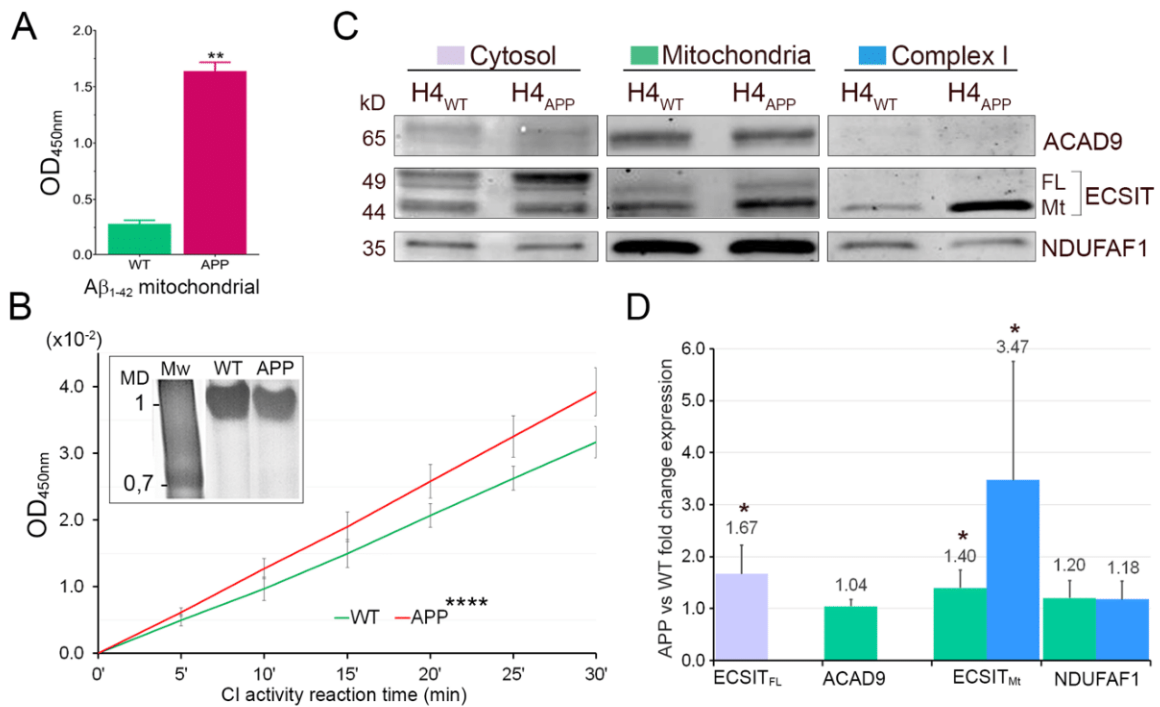 A
OD450nm
2.0
1.5
1.0
0.5
0.0
**
WT
APP
Aβ1-42 mitochondrial
C
Cytosol
Mitochondria
Complex I
kD
H4WT
H4APP
H4WT
H4APP
H4WT
H4APP
65
ACAD9
49
FL
44
Mt
ECSIT
35
NDUFAF1
B
(x10-2)
OD450nm
4.0
3.0
2.0
1.0
0.0
MD
Mw
WT
APP
1
0,7
WT
APP****
0'
5'
10'
15'
20'
25'
30'
CI activity reaction time (min)
D
APP vs WT fold change expression
6.0
5.0
4.0
3.0
2.0
1.0
0.0
*
1.67
1.04
*
1.40
*
3.47
1.20
1.18
ECSITFL
ACAD9
ECSITMt
NDUFAF1